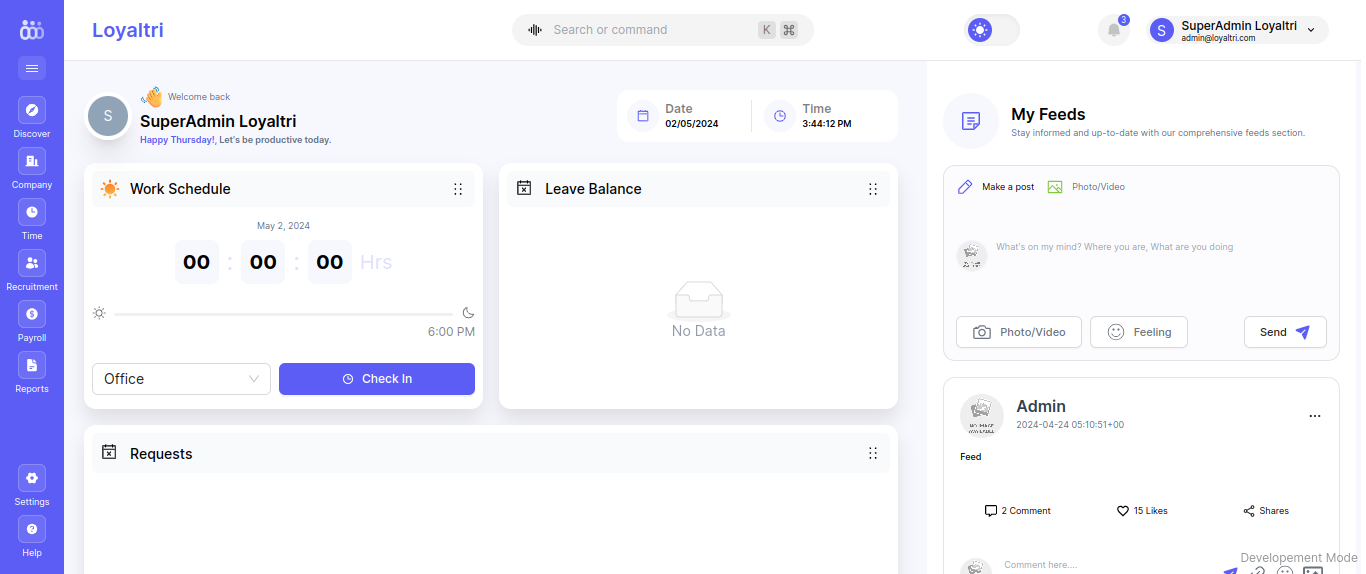 Loyaltri
Search or command
K ⌘
3
S
SuperAdmin Loyaltri
admin@loyaltri.com
Discover
Company
Time
Recruitment
Payroll
Reports
Settings
Help
S
Welcome back
SuperAdmin Loyaltri
Happy Thursday!, Let's be productive today.
Date
02/05/2024
Time
3:44:12 PM
Work Schedule
May 2, 2024
00 : 00 : 00 Hrs
6:00 PM
Office
Check In
Leave Balance
No Data
Requests
My Feeds
Stay informed and up-to-date with our comprehensive feeds section.
Make a post
Photo/Video
What's on my mind? Where you are, What are you doing
Photo/Video
Feeling
Send
Admin
2024-04-24 05:10:51+00
Feed
2 Comment
15 Likes
Shares
Comment here....
Developement Mode